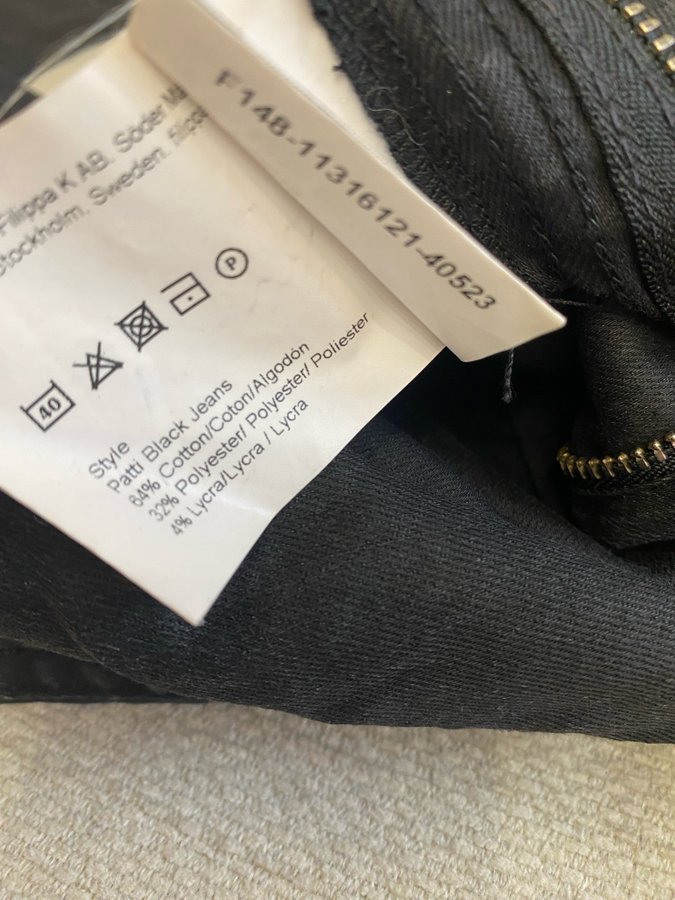 Filippa K AB. Söder
Stockholm, Sweden.
F148-11316121-40523
40
P
Style
Patti Black Jeans
64% Cotton/Coton/Algodón
32% Polyester/ Polyester/ Poliester
4% Lycra/Lycra / Lycra